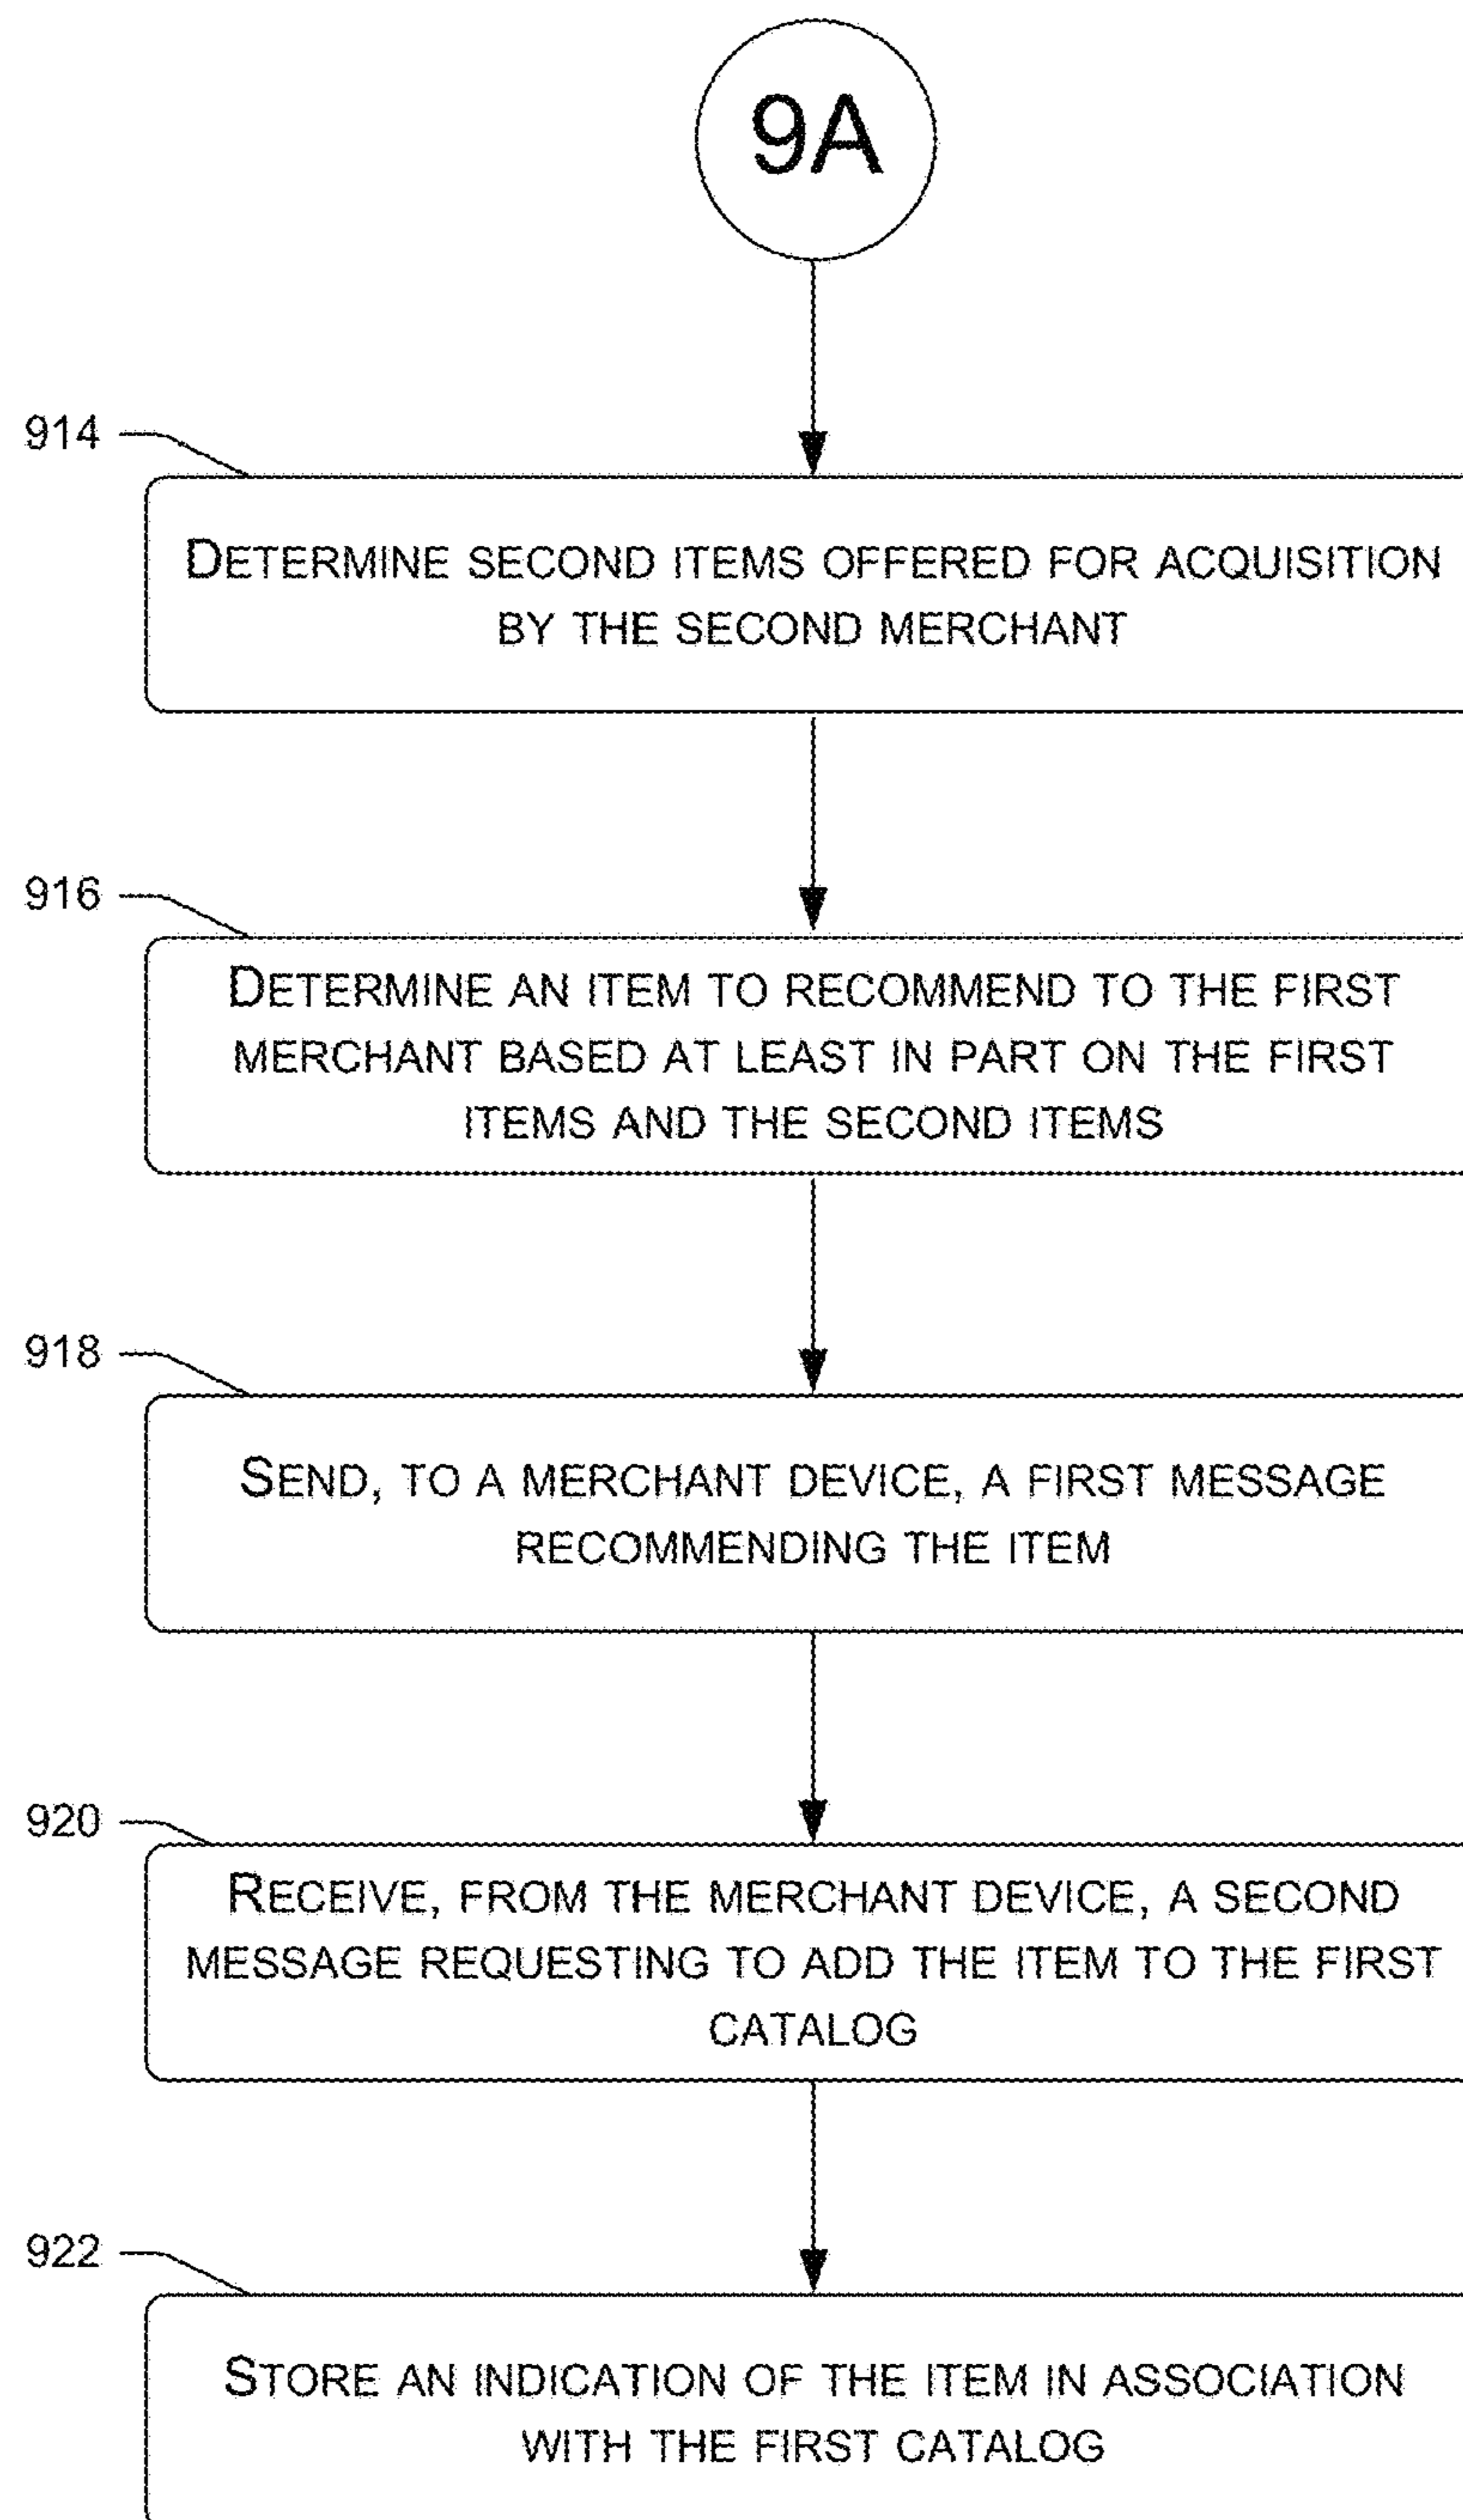 9A
914
DETERMINE SECOND ITEMS OFFERED FOR ACQUISITION
BY THE SECOND MERCHANT
916
DETERMINE AN ITEM TO RECOMMEND TO THE FIRST
MERCHANT BASED AT LEAST IN PART ON THE FIRST
ITEMS AND THE SECOND ITEMS
918
SEND, TO A MERCHANT DEVICE, A FIRST MESSAGE
RECOMMENDING THE ITEM
920
RECEIVE, FROM THE MERCHANT DEVICE, A SECOND
MESSAGE REQUESTING TO ADD THE ITEM TO THE FIRST
CATALOG
922
STORE AN INDICATION OF THE ITEM IN ASSOCIATION
WITH THE FIRST CATALOG